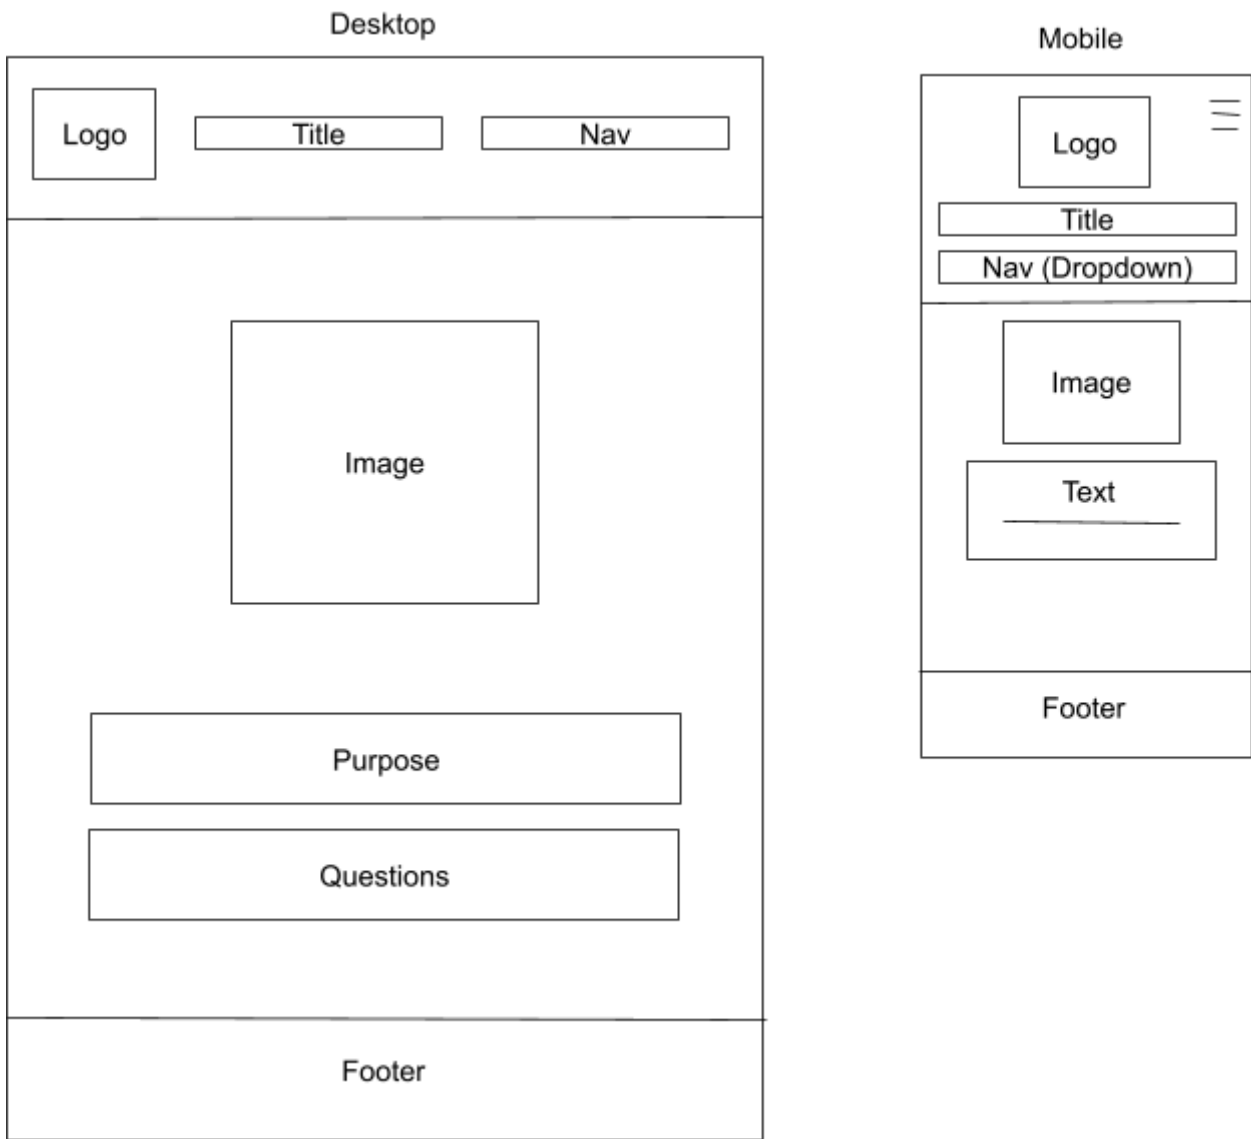 Desktop
Logo
Title
Nav
Image
Purpose
Questions
Footer
Mobile
Logo
Title
Nav (Dropdown)
Image
Text
Footer